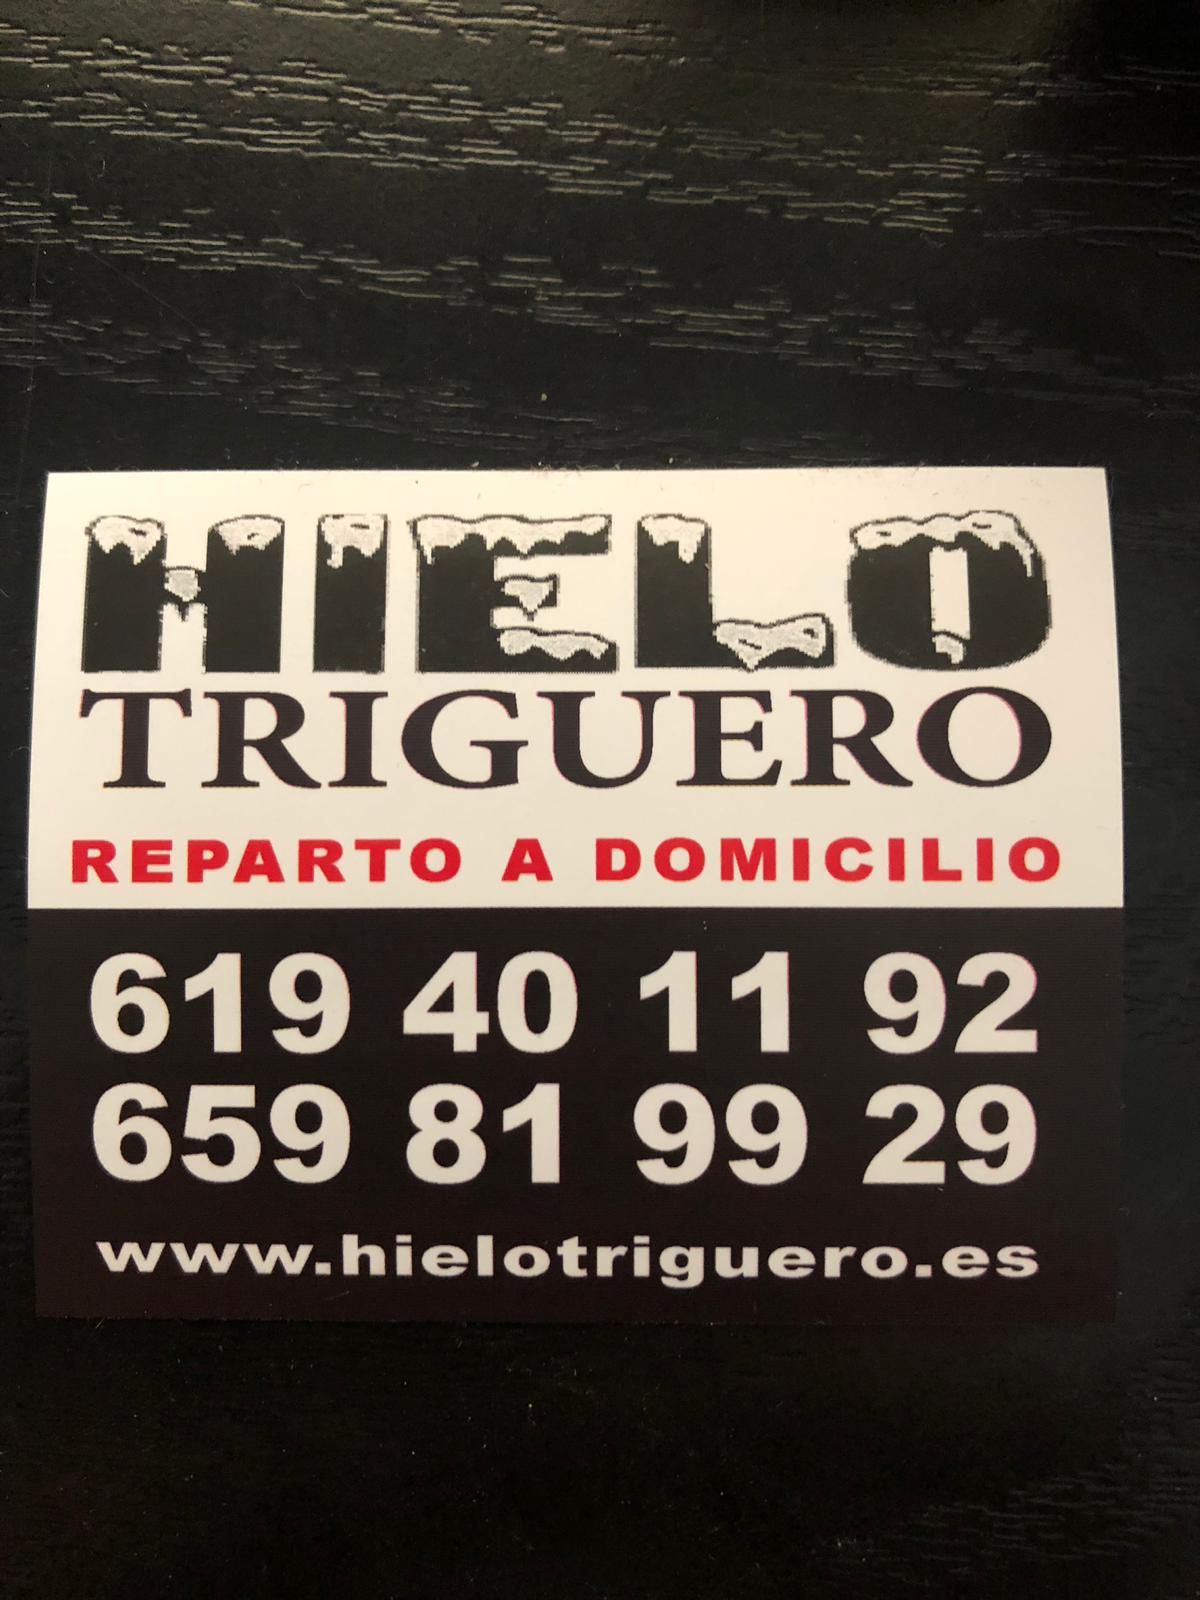 HIELO
TRIGUERO
REPARTO A DOMICILIO
619 40 11 92
659 81 99 29
www.hielotriguero.es